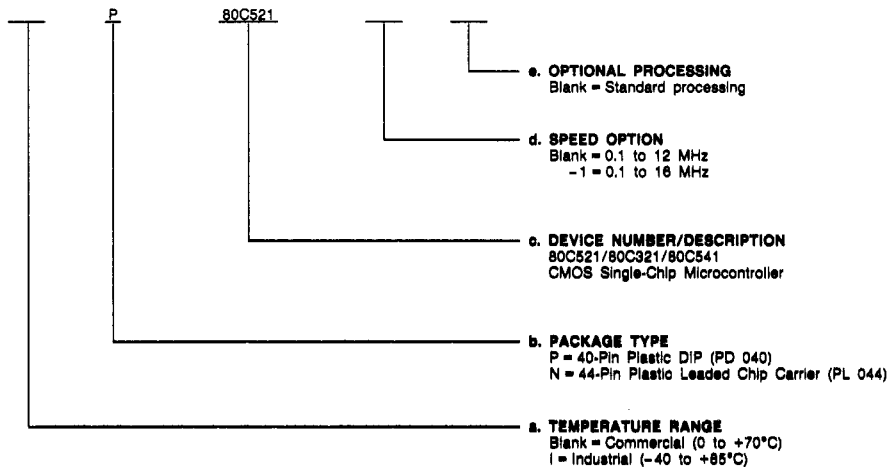 P 80C521
e. OPTIONAL PROCESSING
Blank = Standard processing
d. SPEED OPTION
Blank = 0.1 to 12 MHz
-1 = 0.1 to 16 MHz
c. DEVICE NUMBER/DESCRIPTION
80C521/80C321/80C541
CMOS Single-Chip Microcontroller
b. PACKAGE TYPE
P = 40-Pin Plastic DIP (PD 040)
N = 44-Pin Plastic Leaded Chip Carrier (PL 044)
a. TEMPERATURE RANGE
Blank = Commercial (0 to +70°C)
I = Industrial (-40 to +85°C)